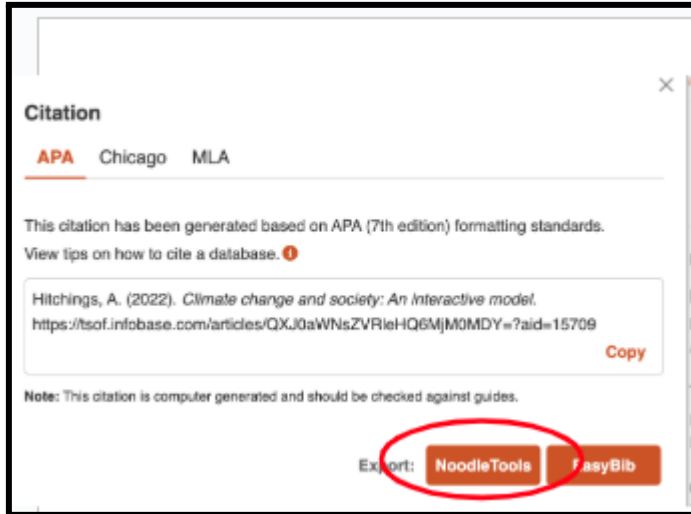 Citation
APA Chicago MLA
This citation has been generated based on APA (7th edition) formatting standards.
View tips on how to cite a database.
Hitchings, A. (2022). Climate change and society: An interactive model.
https://tsof.infobase.com/articles/QXJ0aWNsZVRleHQ6MjM0MDY=?aid=15709
Copy
Note: This citation is computer generated and should be checked against guides.
Export: NoodleTools EasyBib